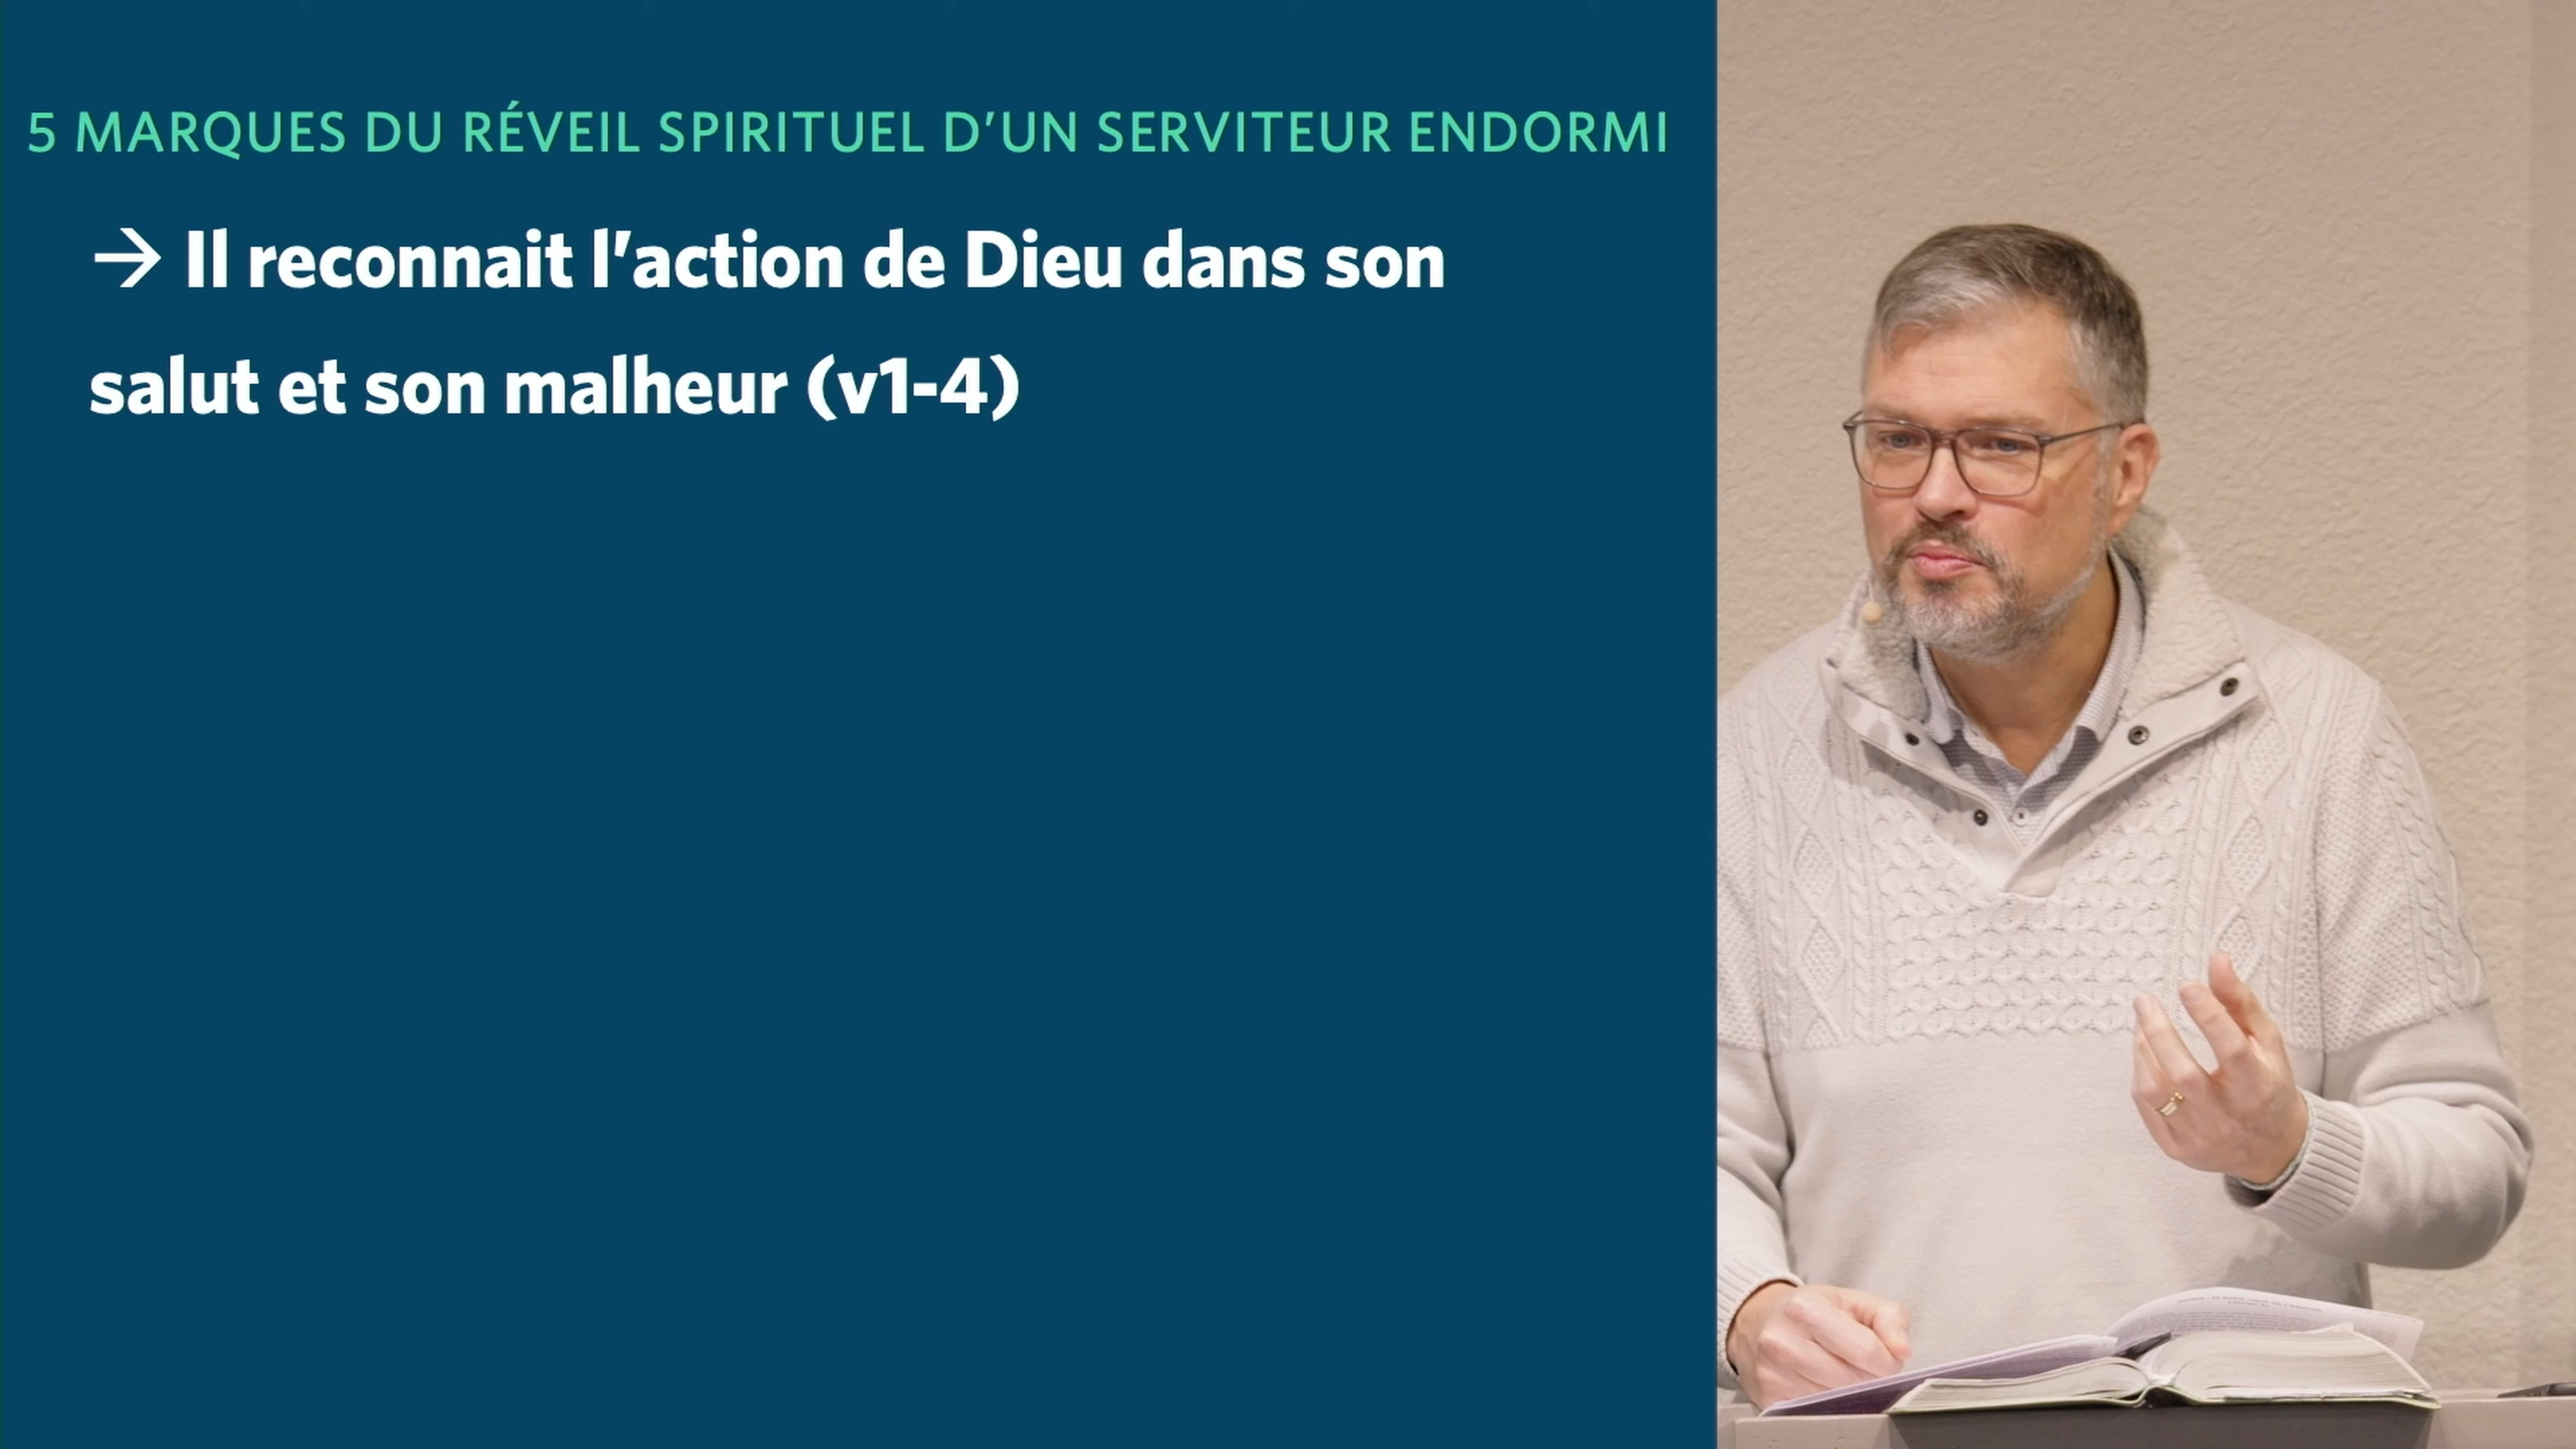 5 MARQUES DU RÉVEIL SPIRITUEL D’UN SERVITEUR ENDORMI
→ Il reconnait l’action de Dieu dans son
salut et son malheur (v1-4)